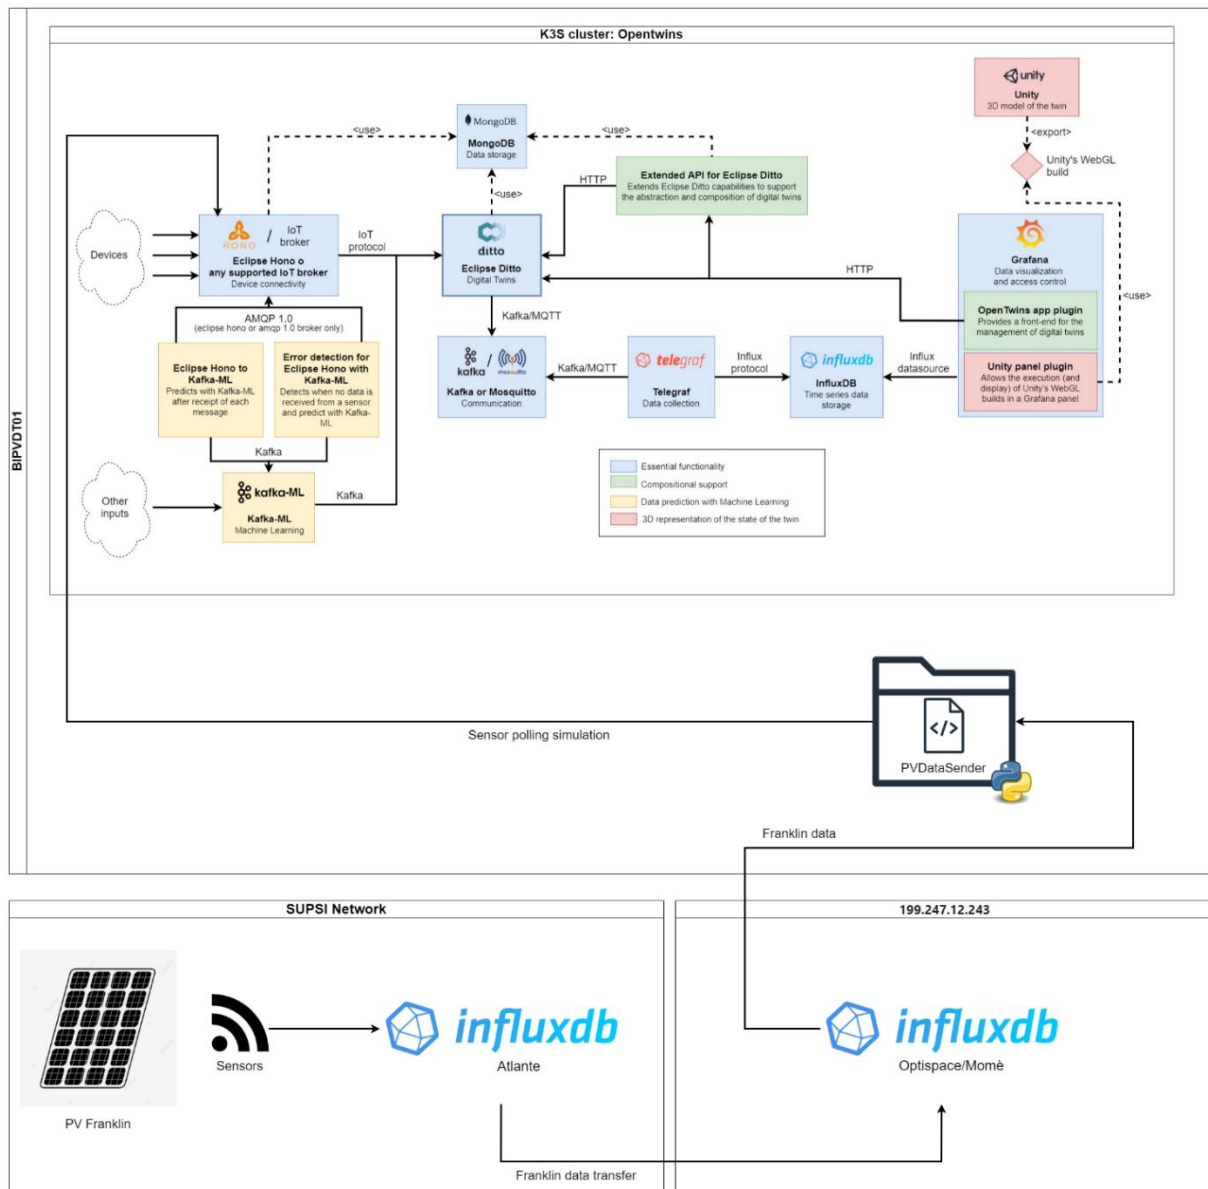 K3S cluster: Opentwins
unity
Unity
3D model of the twin
<export>
Unity's WebGL
build
MongoDB.
MongoDB
Data storage
<use>
<use>
<use>
Extended API for Eclipse Ditto
Extends Eclipse Ditto capabilities to support
the abstraction and composition of digital twins
HTTP
Devices
HONO
/
IoT
broker
Eclipse Hono o
any supported IoT broker
Device connectivity
IoT
protocol
ditto
Eclipse Ditto
Digital Twins
HTTP
Grafana
Data visualization
and access control
<use>
OpenTwins app plugin
Provides a front-end for the
management of digital twins
Unity panel plugin
Allows the execution (and
display) of Unity's WebGL
builds in a Grafana panel
AMQP 1.0
(eclipse hono or amqp 1.0 broker only)
Eclipse Hono to
Kafka-ML
Predicts with Kafka-ML
after receipt of each
message
Error detection for
Eclipse Hono with
Kafka-ML
Detects when no data is
received from a sensor
and predict with Kafka-
ML
Kafka/MQTT
kafka
/
mosquitto
Kafka or Mosquitto
Communication
Kafka/MQTT
telegraf
Telegraf
Data collection
Influx
protocol
influxdb
InfluxDB
Time series data
storage
Influx
datasource
Kafka
Other
inputs
kafka-ML
Kafka-ML
Machine Learning
Kafka
Essential functionality
Compositional support
Data prediction with Machine Learning
3D representation of the state of the twin
BIPVDT01
Sensor polling simulation
</>
PVDataSender
Franklin data
SUPSI Network
199.247.12.243
PV Franklin
Sensors
influxdb
Atlante
influxdb
Optispace/Momè
Franklin data transfer